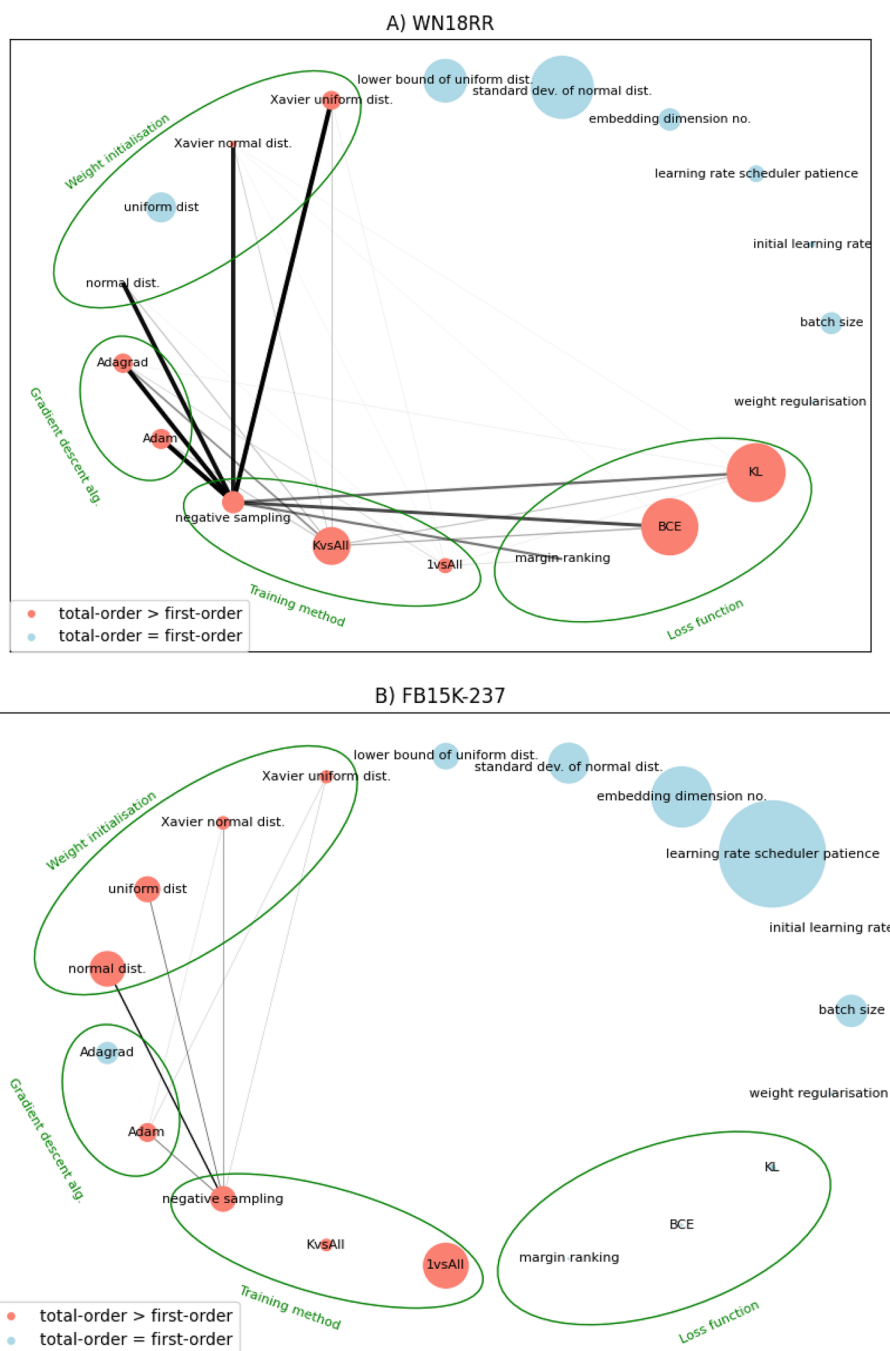 A) WN18RR
lower bound of uniform dist.
standard dev. of normal dist.
Xavier uniform dist.
embedding dimension no.
Weight initialisation
Xavier normal dist.
learning rate scheduler patience
uniform dist
initial learning rate
normal dist.
batch size
Adagrad
weight regularisation
Gradient descent alg.
Adam
KL
negative sampling
BCE
KvsAll
margin ranking
1vsAll
Training method
Loss function
total-order > first-order
total-order = first-order
B) FB15K-237
lower bound of uniform dist.
standard dev. of normal dist.
Xavier uniform dist.
embedding dimension no.
Weight initialisation
Xavier normal dist.
learning rate scheduler patience
uniform dist
initial learning rate
normal dist.
batch size
Adagrad
weight regularisation
Gradient descent alg.
Adam
KL
negative sampling
BCE
KvsAll
margin ranking
1vsAll
Training method
Loss function
total-order > first-order
total-order = first-order